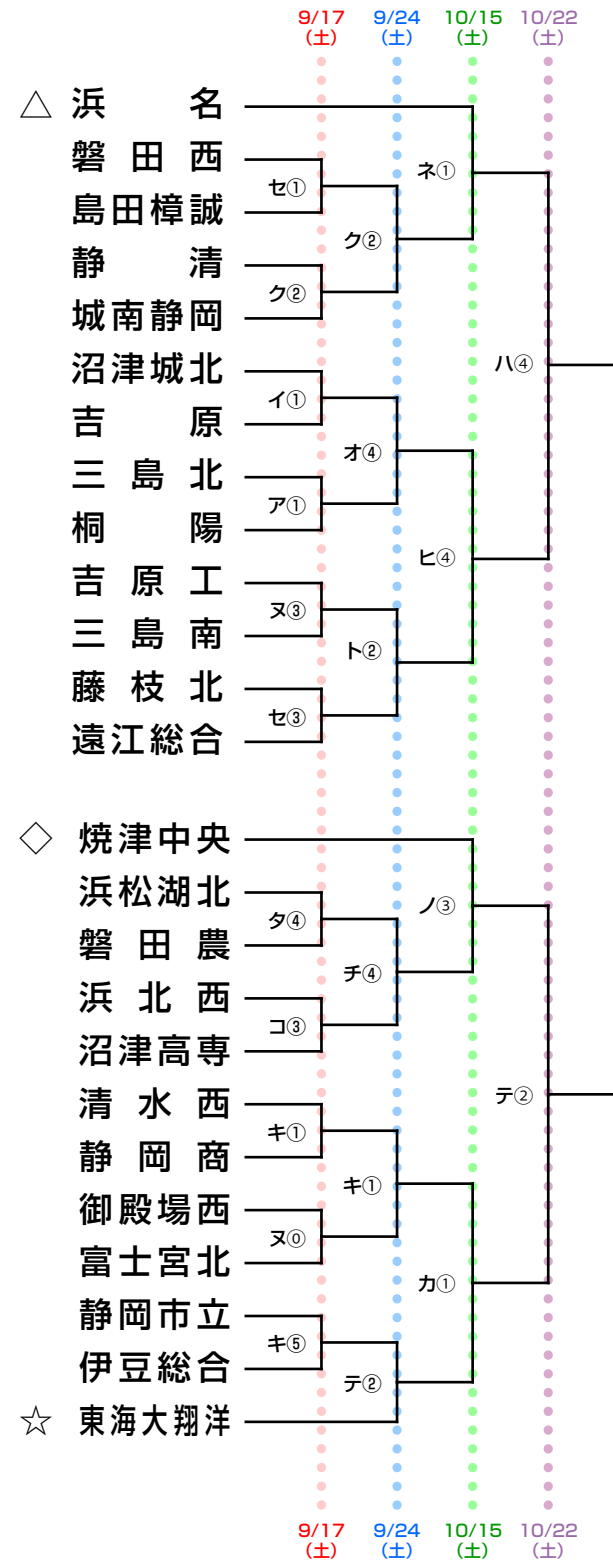 9/17 9/24 10/15 10/22
(土) (土) (土) (土)
△ 浜名
ネ①
磐田西
セ①
島田樟誠
ク②
静清
ク②
城南静岡
ハ④
沼津城北
イ①
吉原
オ④
三島北
ア①
桐陽
ヒ④
吉原工
ヌ③
三島南
ト②
藤枝北
セ③
遠江総合
◇ 焼津中央
浜松湖北
ノ③
タ④
磐田農
チ④
浜北西
コ③
沼津高専
清水西
テ②
キ①
静岡商
キ①
御殿場西
ヌ⓪
富士宮北
カ①
静岡市立
キ⑤
伊豆総合
テ②
☆ 東海大翔洋
9/17 9/24 10/15 10/22
(土) (土) (土) (土)